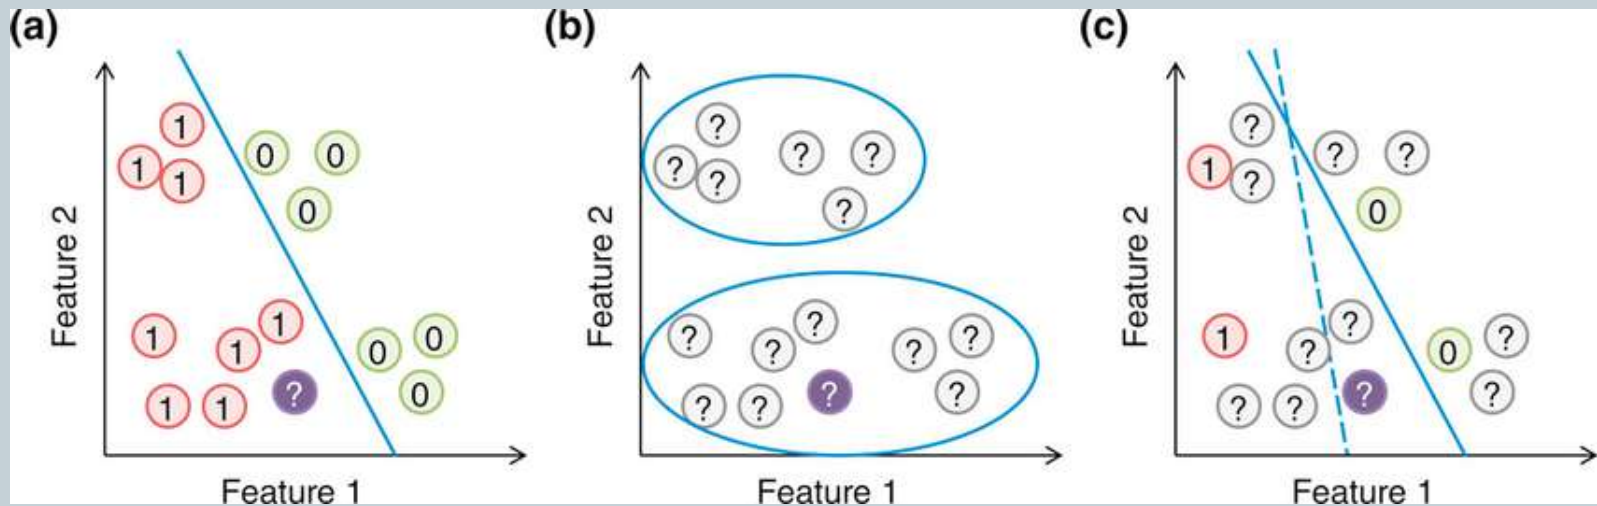 (a) (b) (c)
1 0 0
1 1
0
1 1 0 0
1
1 1 ? 0
Feature 2
Feature 1
? ? ?
? ?
?
? ? ? ?
?
? ? ? ?
Feature 2
Feature 1
? ? ?
1 ?
0
1 ? 0 ?
?
? ? ? ?
Feature 2
Feature 1